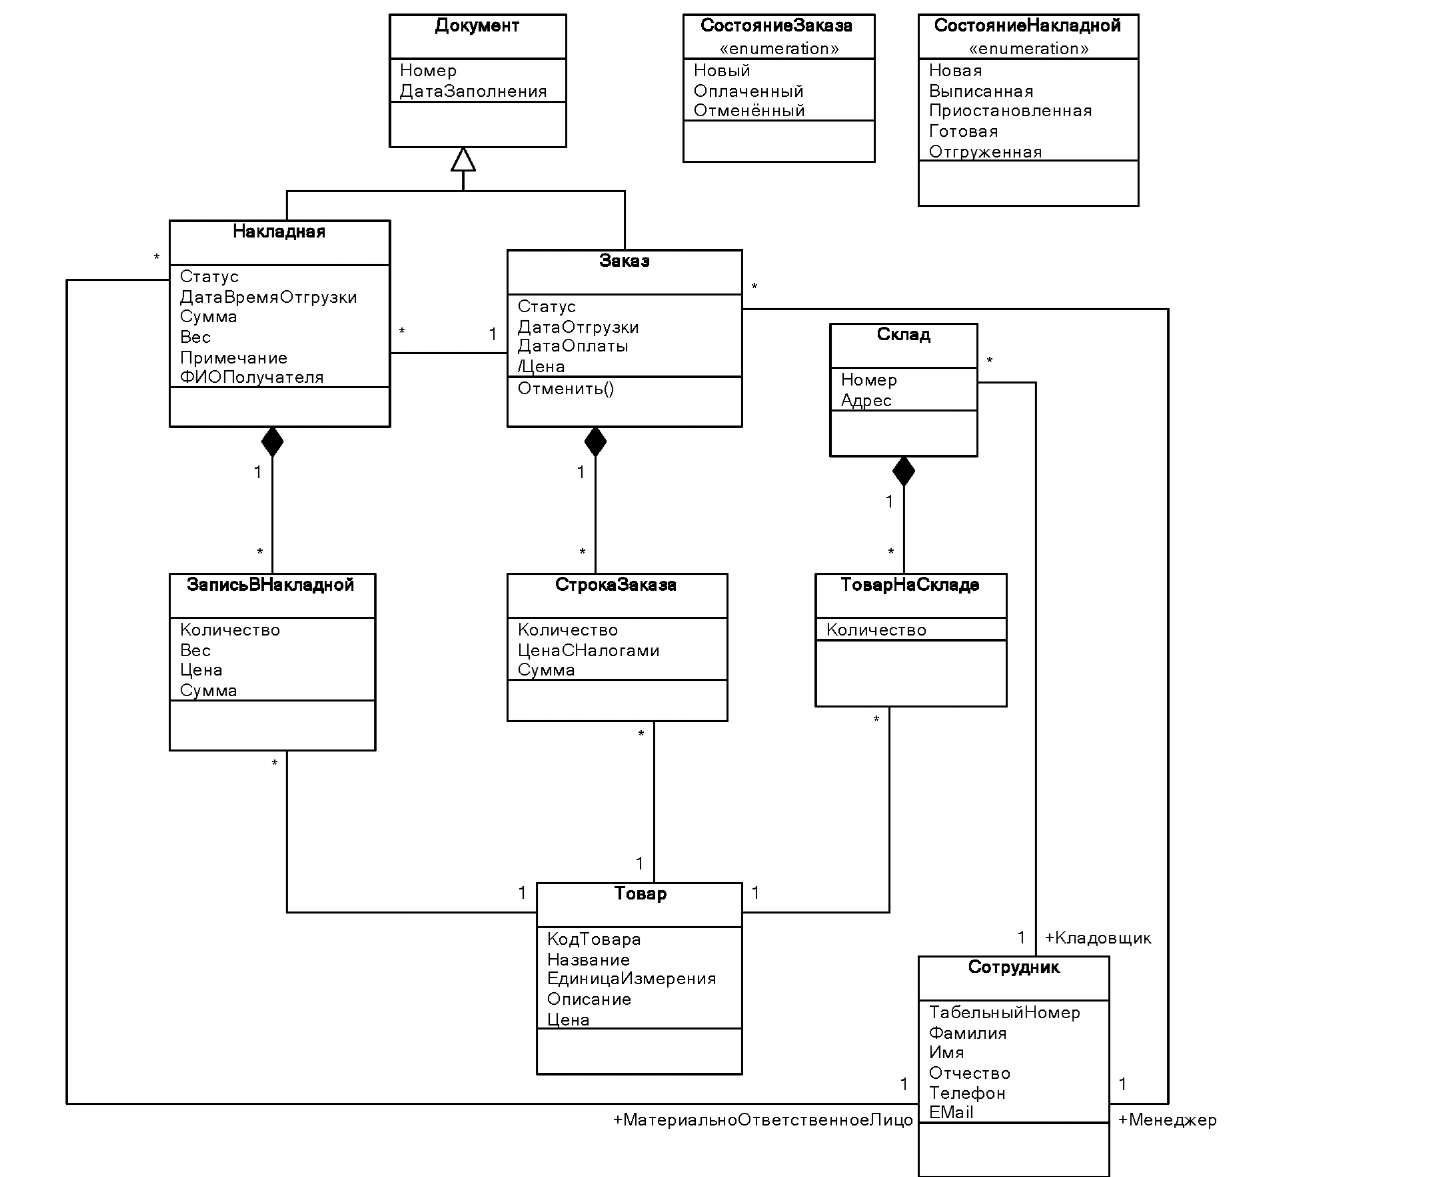 Документ
Номер
ДатаЗаполнения
СостояниеЗаказа
«enumeration»
Новый
Оплаченный
Отменённый
СостояниеНакладной
«enumeration»
Новая
Выписанная
Приостановленная
Готовая
Отгруженная
Накладная
Статус
ДатаВремяОтгрузки
Сумма
Вес
Примечание
ФИОПолучателя
*
*
1
Заказ
Статус
ДатаОтгрузки
ДатаОплаты
/Цена
Отменить()
*
Склад
Номер
Адрес
*
1
*
1
*
1
*
ЗаписьВНакладной
Количество
Вес
Цена
Сумма
*
СтрокаЗаказа
Количество
ЦенаСНалогами
Сумма
*
ТоварНаСкладе
Количество
*
1
1
1
Товар
КодТовара
Название
ЕдиницаИзмерения
Описание
Цена
1 +Кладовщик
Сотрудник
ТабельныйНомер
Фамилия
Имя
Отчество
Телефон
EMail
1
+МатериальноОтветственноеЛицо
1
+Менеджер